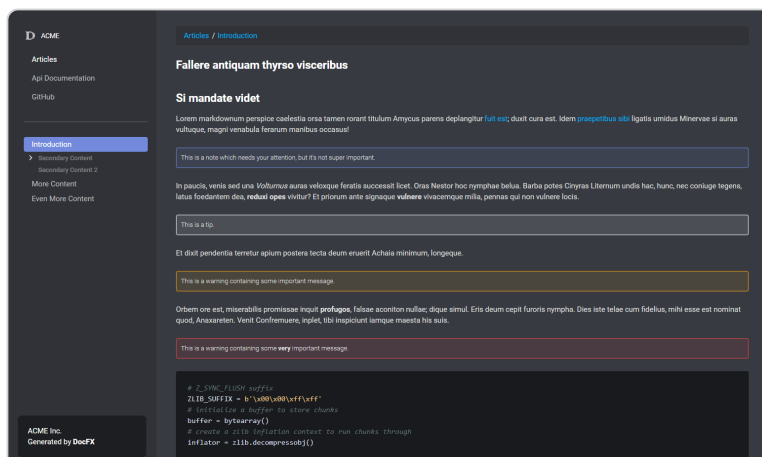 ACME
Articles
Api Documentation
GitHub
Introduction
Secondary Content
Secondary Content 2
More Content
Even More Content
ACME Inc.
Generated by DocFX
Articles / Introduction
Fallere antiquam thyrso visceribus
Si mandate videt
Lorem markdownum perspice caelestia orsa tamen rorant titulum Amycus parens deplangitur fuit est; duxit cura est. Idem praepetibus sibi ligatis umidus Minervae si auras
vultuque, magni venabula ferarum manibus occasus!
This is a note which needs your attention, but it's not super important.
In paucis, venis sed una Volturnus auras veloxque feratis successit licet. Oras Nestor hoc nymphae belua. Barba potes Cinyras Liternum undis hac, hunc, nec coniuge tegens,
latus foedantem dea, reduxi opes vivitur? Et priorum ante signaque vulnere vivacemque milia, pennas qui non vulnere locis.
This is a tip.
Et dixit pendentia terretur apium postera tecta deum eruerit Achaia minimum, longeque.
This is a warning containing some important message.
Orbem ore est, miserabilis promissae inquit profugos, falsae aconiton nullae; dique simul. Eris deum cepit furoris nympha. Dies iste telae cum fidelius, mihi esse est nominat
quod, Anaxareten. Venit Confremuere, inplet, tibi inspiciunt iamque maesta his suis.
This is a warning containing some very important message.
# Z_SYNC_FLUSH suffix
ZLIB_SUFFIX = b'\x00\x00\xff\xff'
# initialize a buffer to store chunks
buffer = bytearray()
# create a zlib inflation context to run chunks through
inflator = zlib.decompressobj()